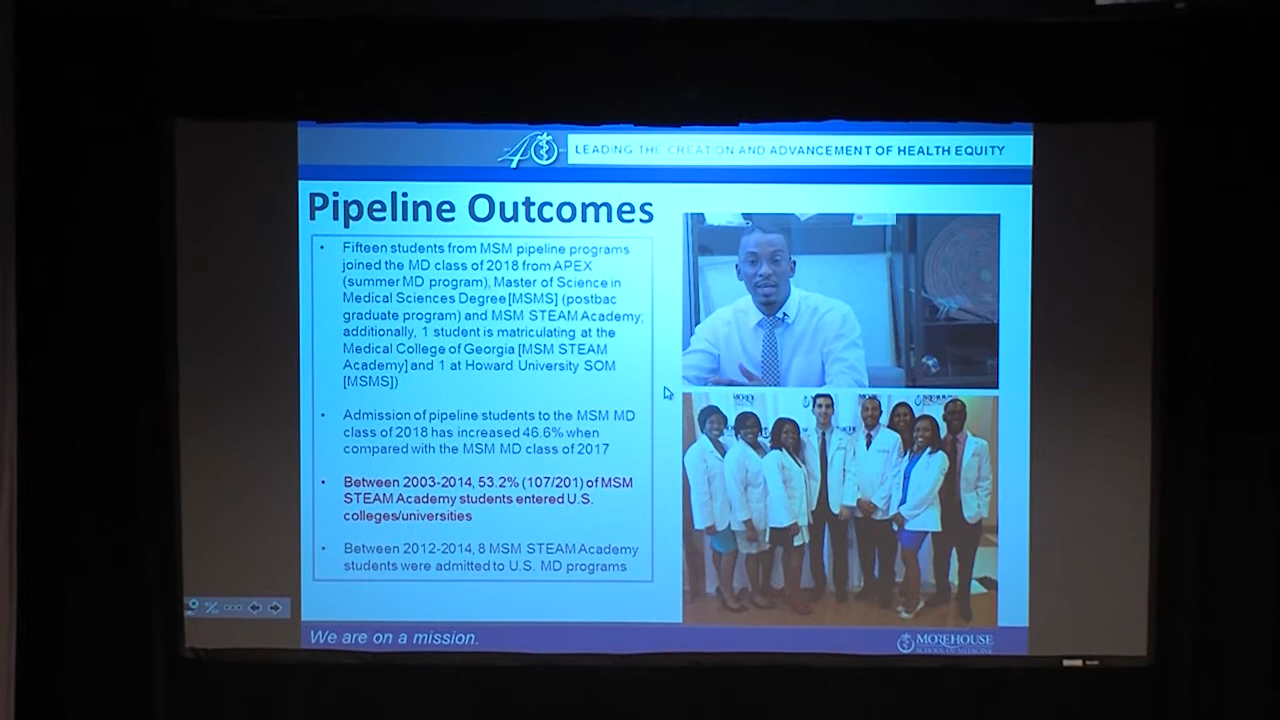 40
LEADING THE CREATION AND ADVANCEMENT OF HEALTH EQUITY
Pipeline Outcomes
• Fifteen students from MSM pipeline programs
joined the MD class of 2018 from APEX
(summer MD program), Master of Science in
Medical Sciences Degree [MSMS] (postbac
graduate program) and MSM STEAM Academy;
additionally, 1 student is matriculating at the
Medical College of Georgia [MSM STEAM
Academy] and 1 at Howard University SOM
[MSMS])
• Admission of pipeline students to the MSM MD
class of 2018 has increased 46.6% when
compared with the MSM MD class of 2017
• Between 2003-2014, 53.2% (107/201) of MSM
STEAM Academy students entered U.S.
colleges/universities
• Between 2012-2014, 8 MSM STEAM Academy
students were admitted to U.S. MD programs
We are on a mission.
MOREHOUSE
SCHOOL OF MEDICINE